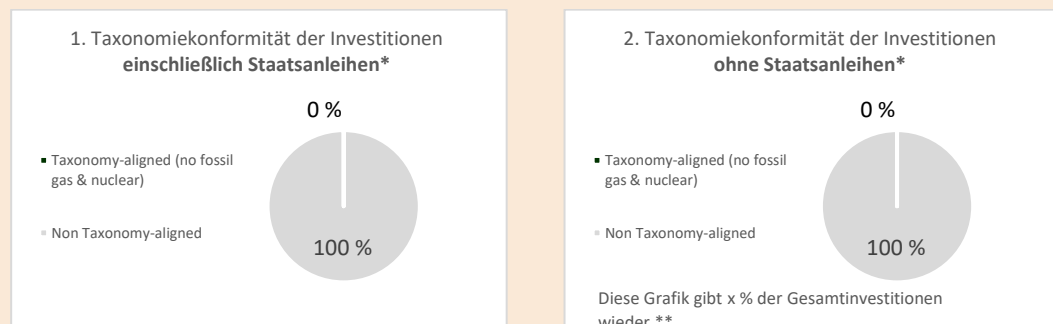 1. Taxonomiekonformität der Investitionen
einschließlich Staatsanleihen*
0 %
▪ Taxonomy-aligned (no fossil
gas & nuclear)
▪ Non Taxonomy-aligned
100 %
2. Taxonomiekonformität der Investitionen
ohne Staatsanleihen*
0 %
▪ Taxonomy-aligned (no fossil
gas & nuclear)
▪ Non Taxonomy-aligned
100 %
Diese Grafik gibt x % der Gesamtinvestitionen
wieder.**